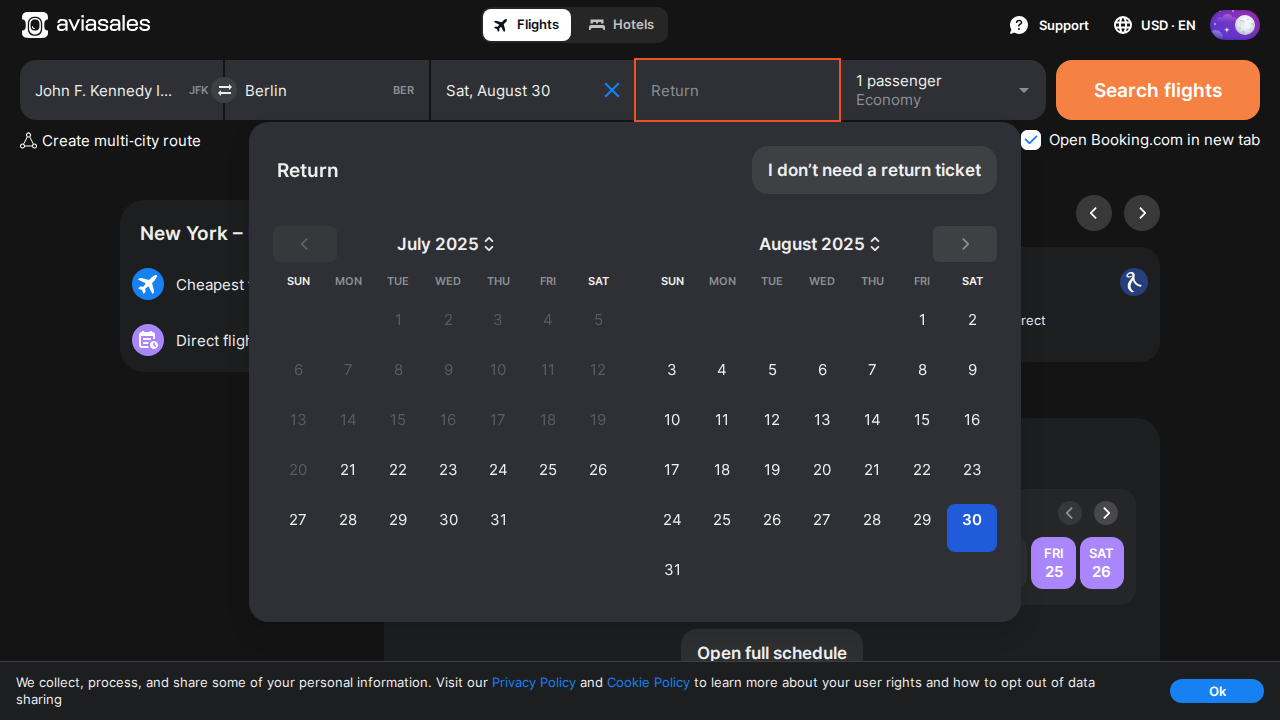 aviasales
Flights
Hotels
Support
USD · EN
John F. Kennedy I... JFK
Berlin BER
Sat, August 30
Return
1 passenger
Economy
Search flights
Create multi-city route
Open Booking.com in new tab
Return
I don’t need a return ticket
New York –
Cheapest
Direct fligh
rect
July 2025
August 2025
SUN MON TUE WED THU FRI SAT
SUN MON TUE WED THU FRI SAT
1 2 3 4 5
1 2
6 7 8 9 10 11 12
3 4 5 6 7 8 9
13 14 15 16 17 18 19
10 11 12 13 14 15 16
20 21 22 23 24 25 26
17 18 19 20 21 22 23
27 28 29 30 31
24 25 26 27 28 29 30
31
FRI
25
SAT
26
Open full schedule
We collect, process, and share some of your personal information. Visit our Privacy Policy and Cookie Policy to learn more about your user rights and how to opt out of data
sharing
Ok